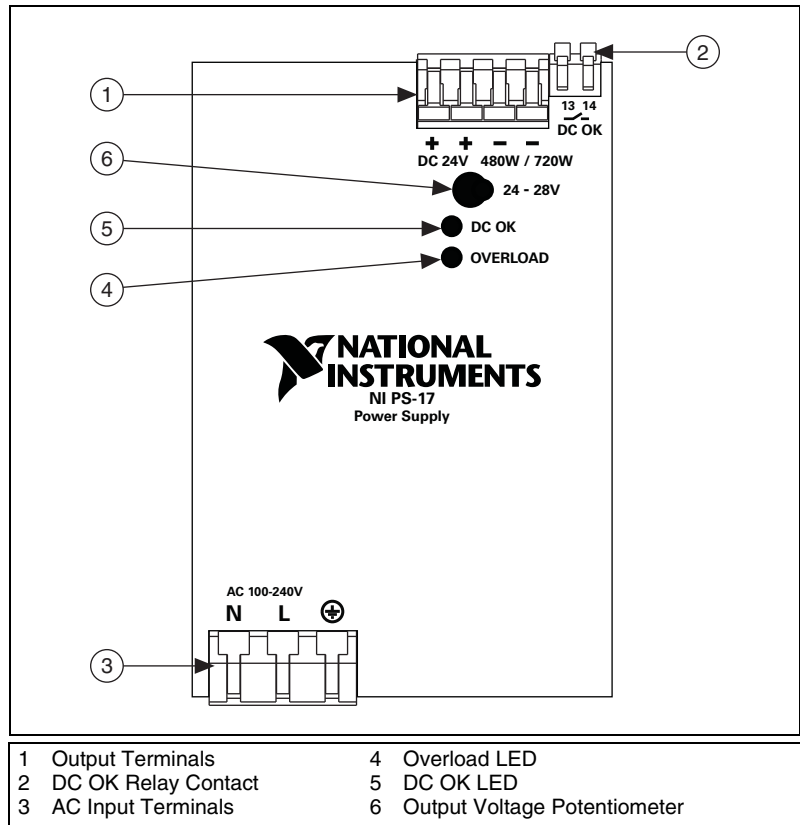 2
1
13 14
DC OK
+ + - -
DC 24V 480W / 720W
6
24 - 28V
5
DC OK
OVERLOAD
4
NATIONAL
INSTRUMENTS
NI PS-17
Power Supply
AC 100-240V
N L
3
1 Output Terminals
2 DC OK Relay Contact
3 AC Input Terminals
4 Overload LED
5 DC OK LED
6 Output Voltage Potentiometer